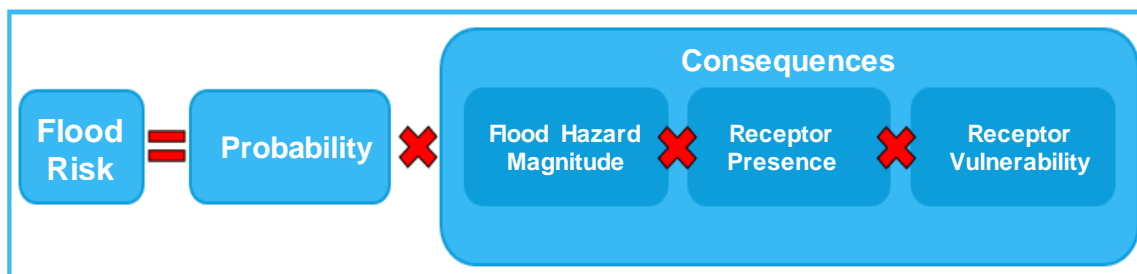 Consequences
Flood
Risk
Probability
Flood Hazard
Magnitude
Receptor
Presence
Receptor
Vulnerability